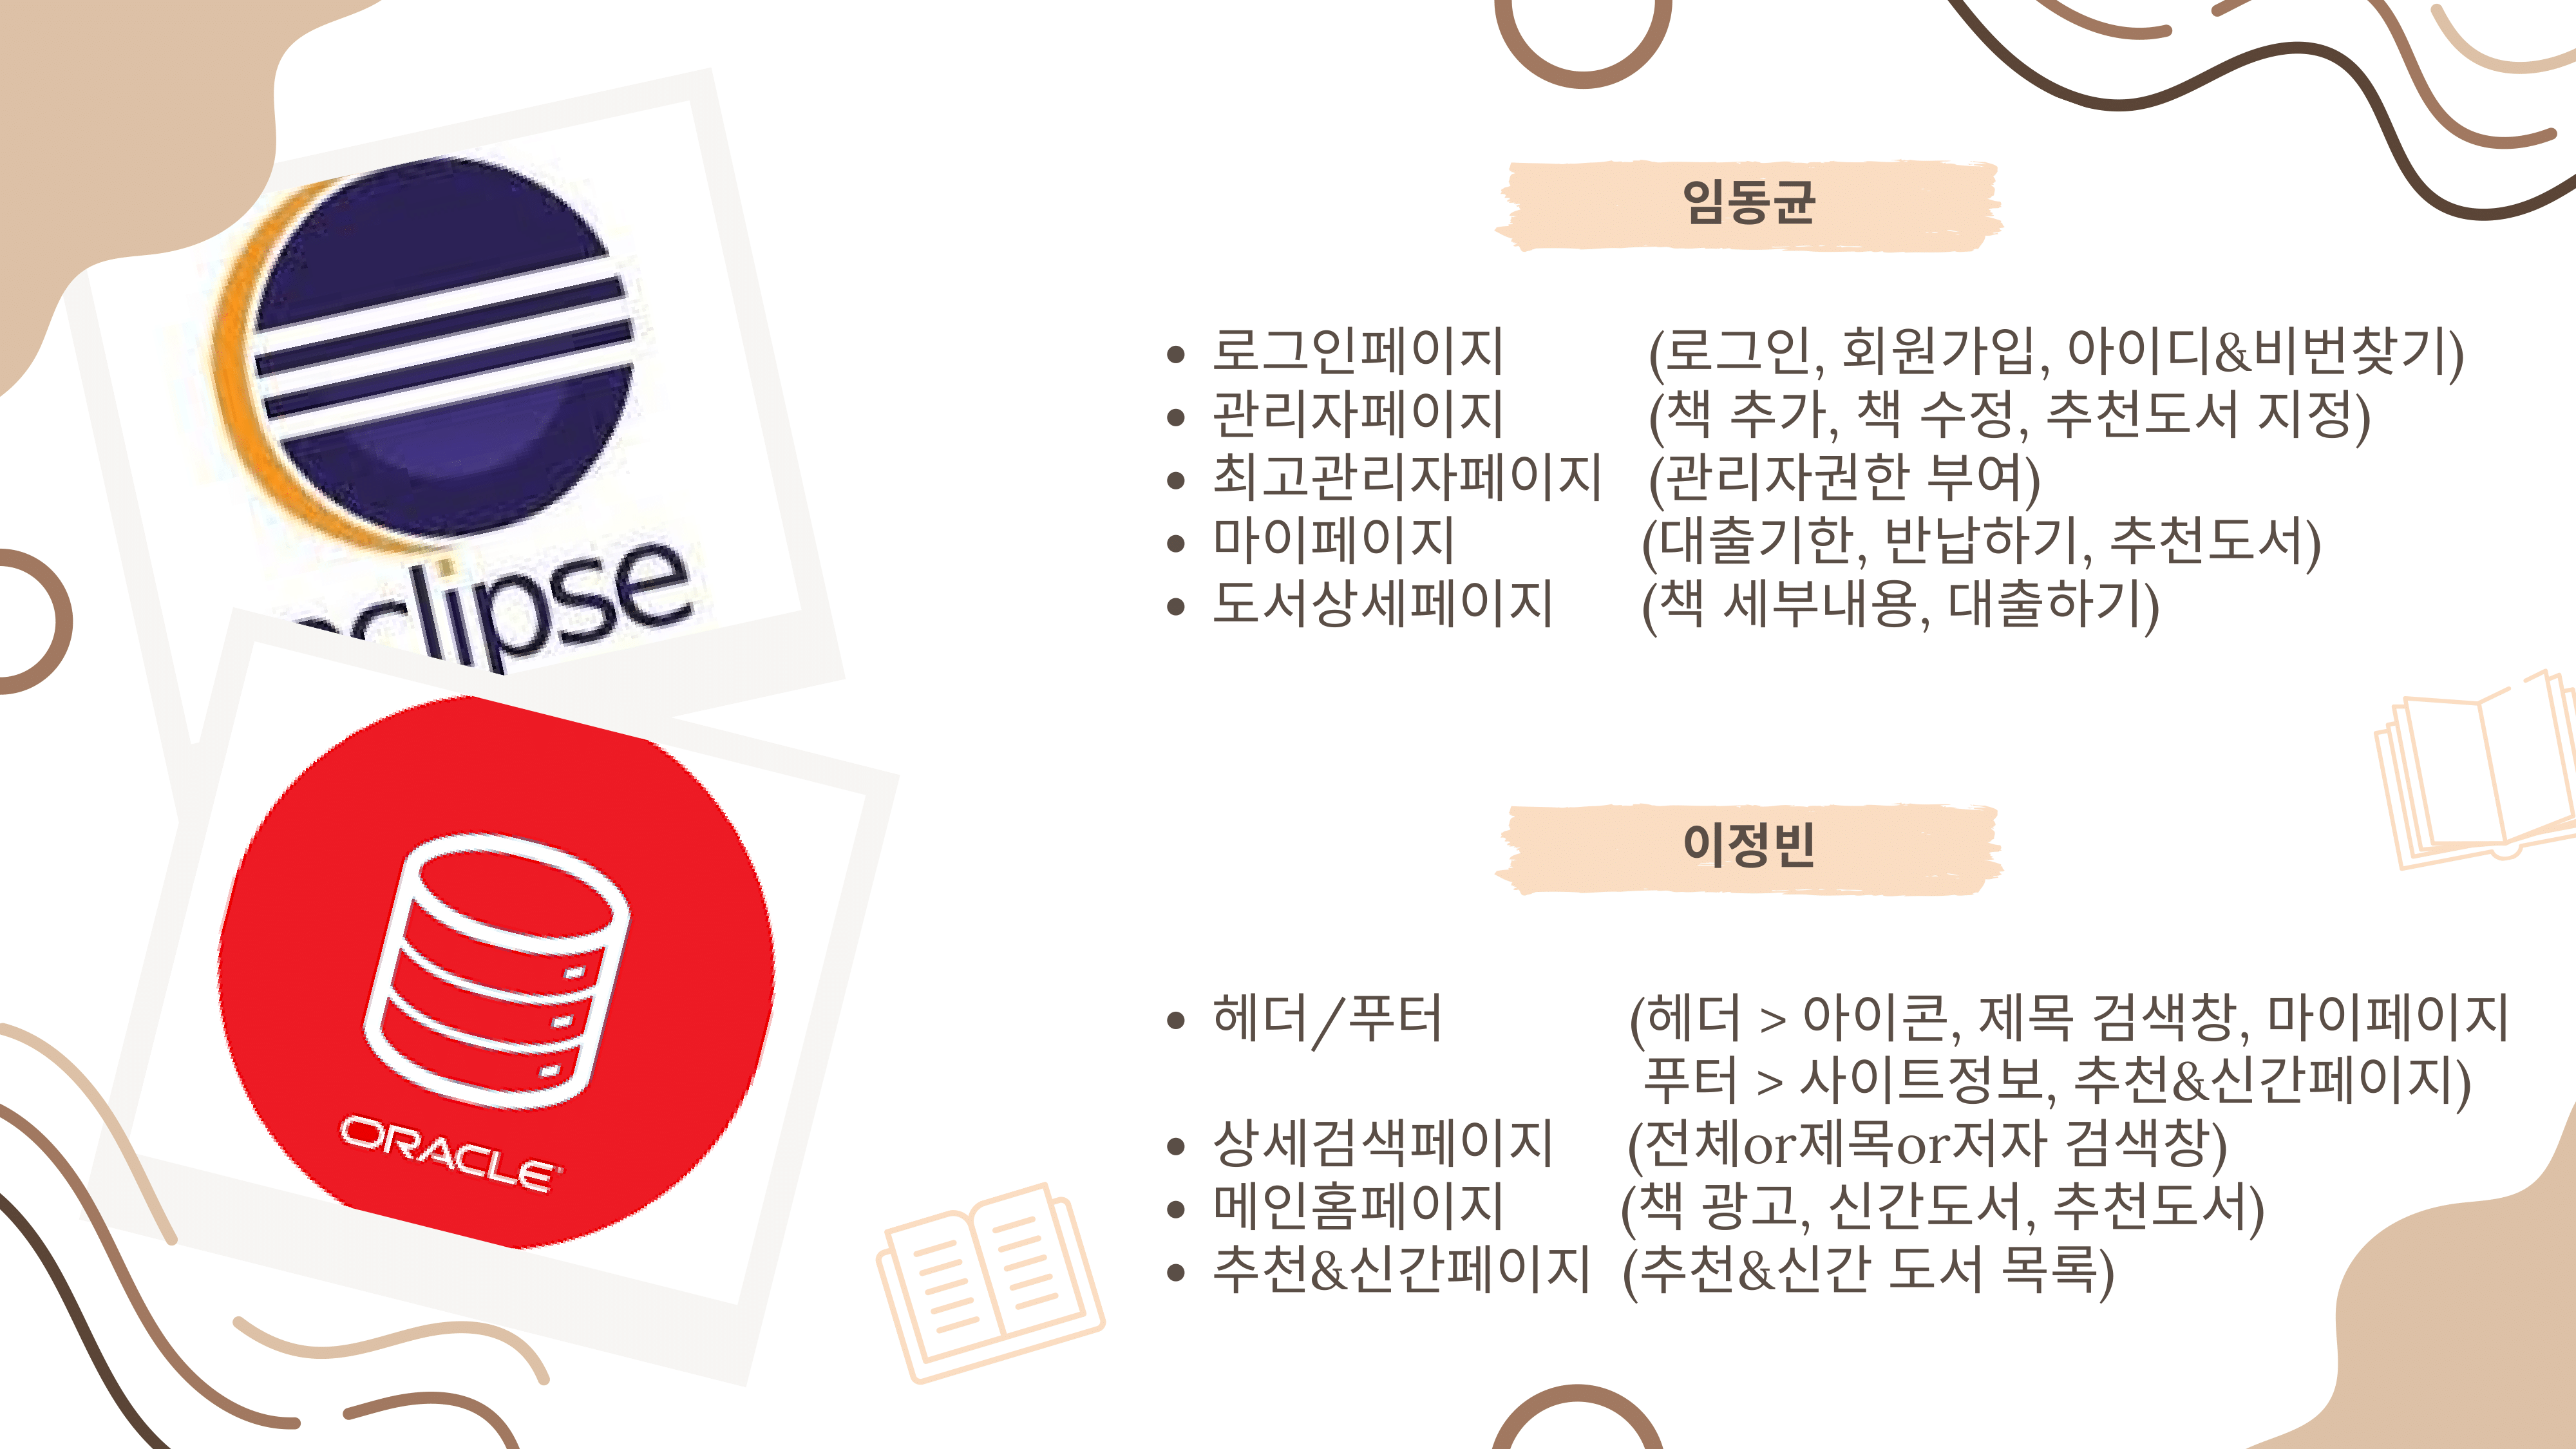 eclipse
ORACLE
임동균
• 로그인페이지 (로그인, 회원가입, 아이디&비번찾기)
• 관리자페이지 (책 추가, 책 수정, 추천도서 지정)
• 최고관리자페이지 (관리자권한 부여)
• 마이페이지 (대출기한, 반납하기, 추천도서)
• 도서상세페이지 (책 세부내용, 대출하기)
이정빈
• 헤더/푸터 (헤더 > 아이콘, 제목 검색창, 마이페이지
푸터 > 사이트정보, 추천&신간페이지)
• 상세검색페이지 (전체or제목or저자 검색창)
• 메인홈페이지 (책 광고, 신간도서, 추천도서)
• 추천&신간페이지 (추천&신간 도서 목록)